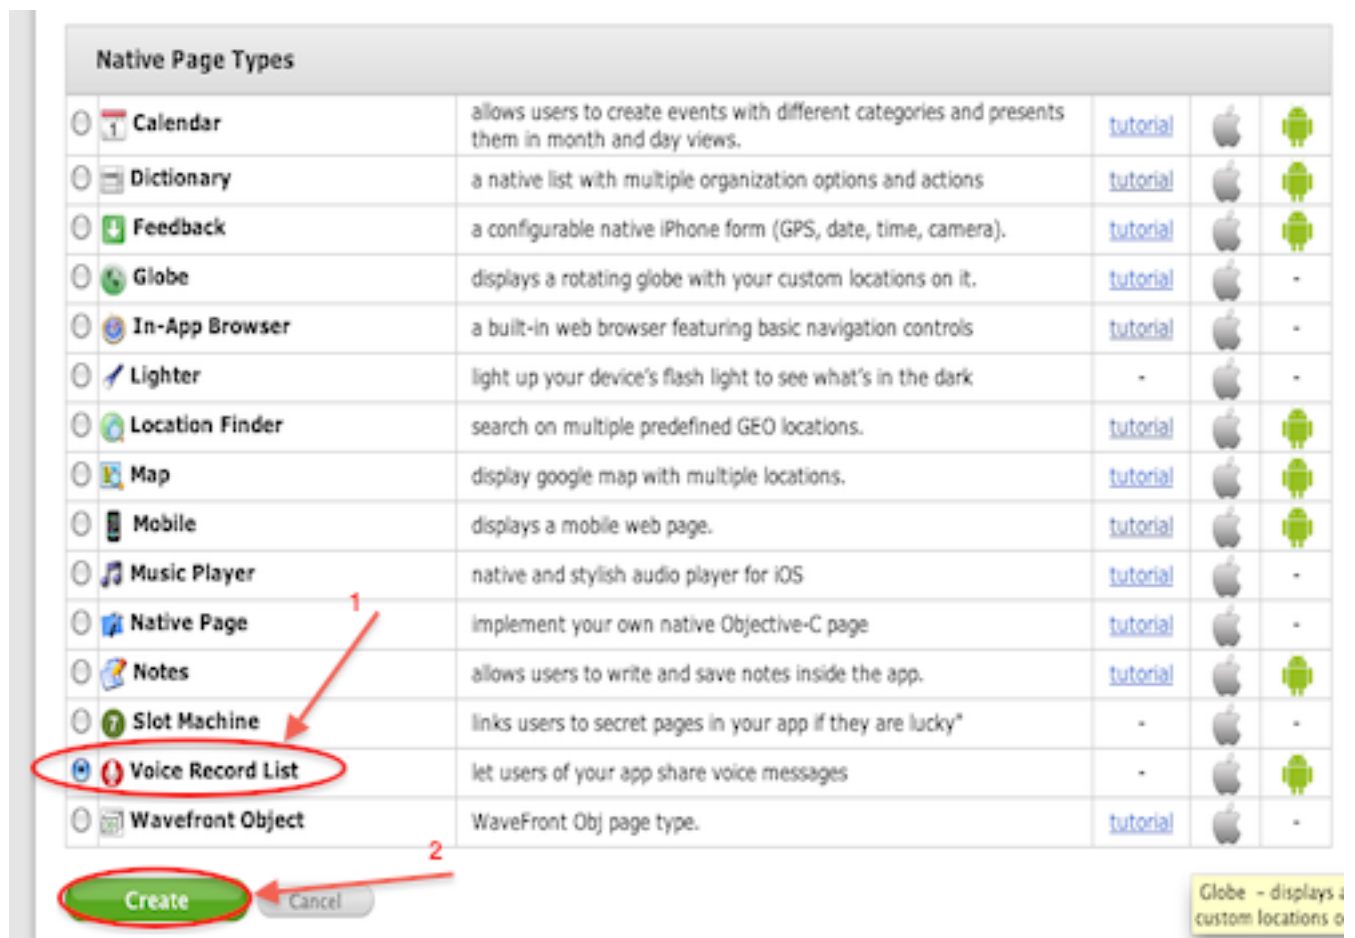 Native Page Types
Calendar allows users to create events with different categories and presents them in month and day views. tutorial
Dictionary a native list with multiple organization options and actions tutorial
Feedback a configurable native iPhone form (GPS, date, time, camera). tutorial
Globe displays a rotating globe with your custom locations on it. tutorial -
In-App Browser a built-in web browser featuring basic navigation controls tutorial -
Lighter light up your device's flash light to see what's in the dark - -
Location Finder search on multiple predefined GEO locations. tutorial
Map display google map with multiple locations. tutorial
Mobile displays a mobile web page. tutorial
Music Player native and stylish audio player for iOS tutorial -
1
Native Page implement your own native Objective-C page tutorial -
Notes allows users to write and save notes inside the app. tutorial
Slot Machine links users to secret pages in your app if they are lucky* - -
Voice Record List let users of your app share voice messages -
Wavefront Object WaveFront Obj page type. tutorial -
2
Create Cancel
Globe - displays a
custom locations o